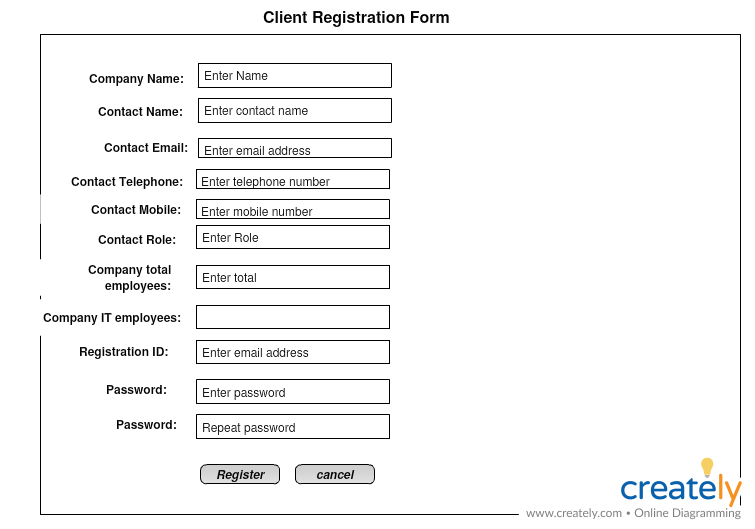 Client Registration Form
Company Name: Enter Name
Contact Name: Enter contact name
Contact Email: Enter email address
Contact Telephone: Enter telephone number
Contact Mobile: Enter mobile number
Contact Role: Enter Role
Company total
employees: Enter total
Company IT employees:
Registration ID: Enter email address
Password: Enter password
Password: Repeat password
Register cancel
creately
www.creately.com • Online Diagramming